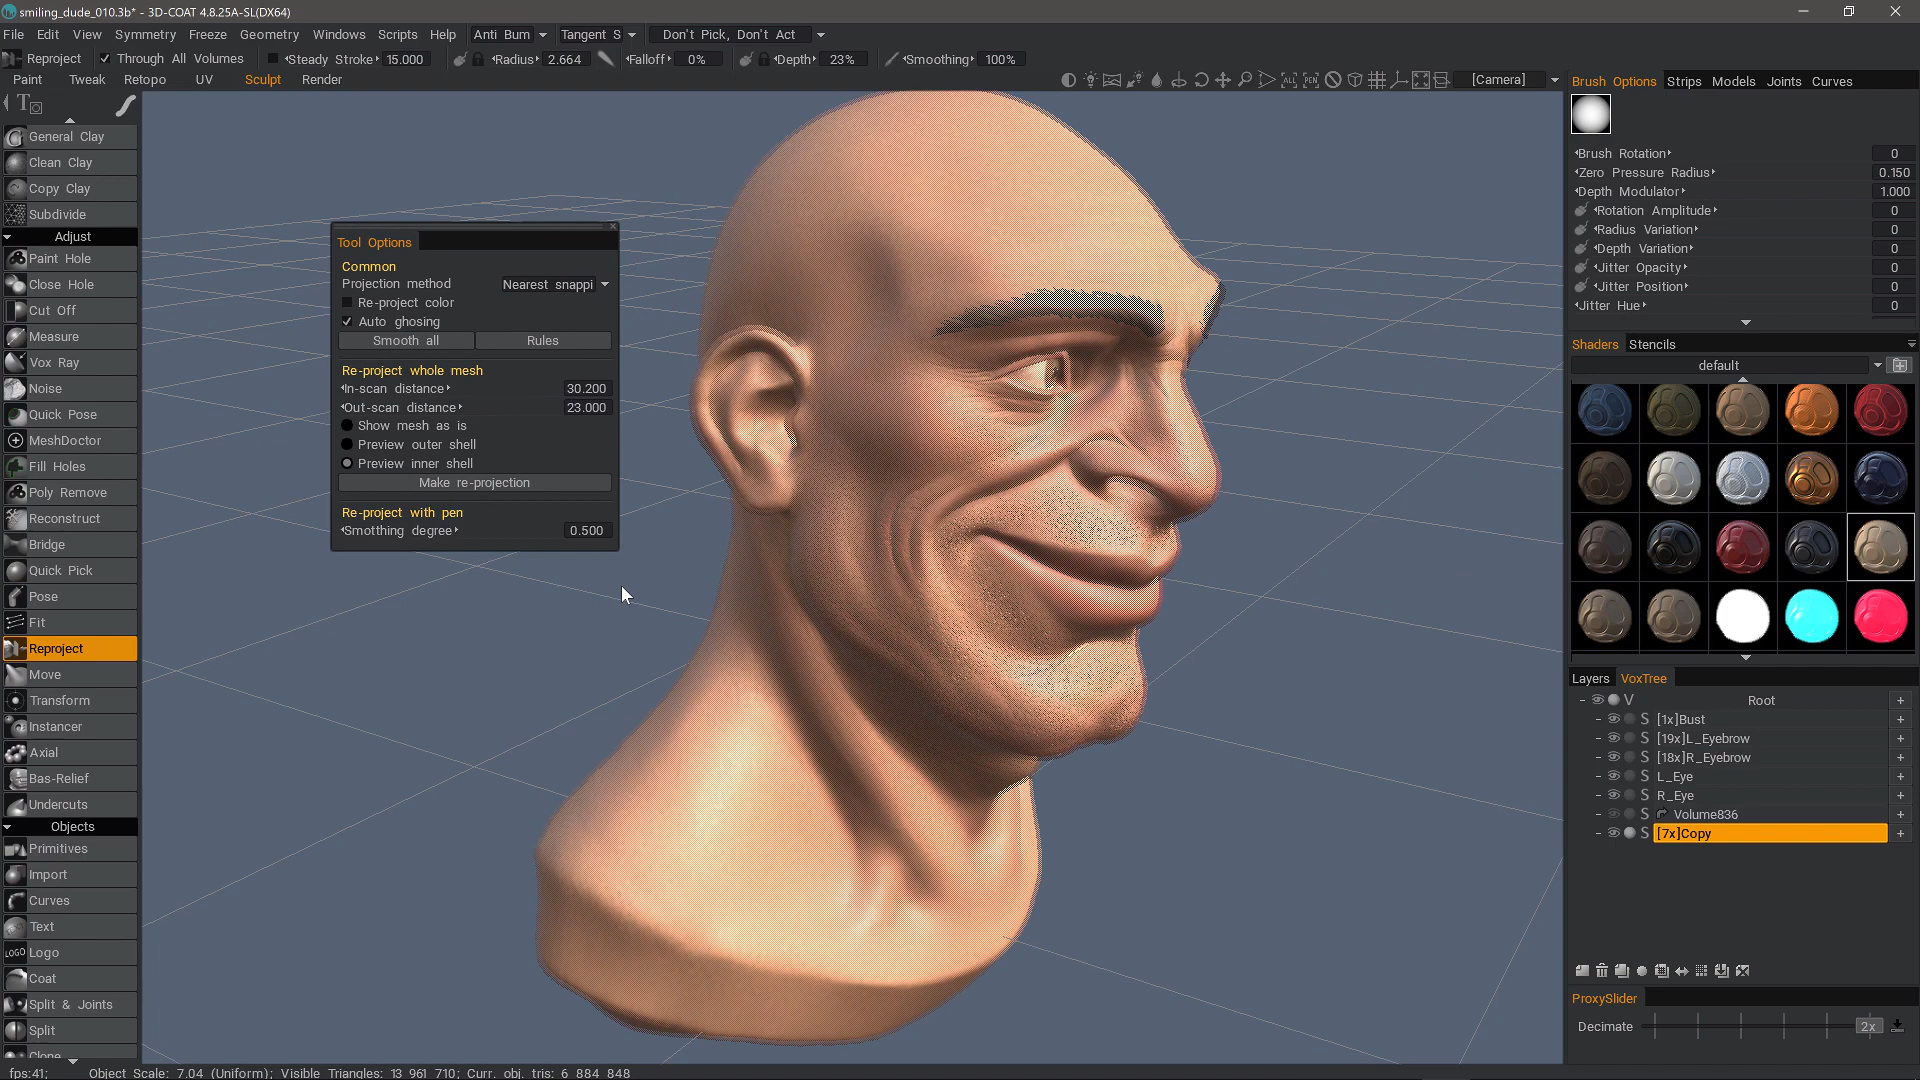 smiling_dude_010.3b* - 3D-COAT 4.8.25A-SL(DX64)
File Edit View Symmetry Freeze Geometry Windows Scripts Help Anti Bum Tangent S Don't Pick, Don't Act
Reproject Through All Volumes Steady Stroke 15.000 Radius 2.664 Falloff 0% Depth 23% Smoothing 100%
Paint Tweak Retopo UV Sculpt Render [Camera]
General Clay
Clean Clay
Copy Clay
Subdivide
Adjust
Paint Hole
Close Hole
Cut Off
Measure
Vox Ray
Noise
Quick Pose
MeshDoctor
Fill Holes
Poly Remove
Reconstruct
Bridge
Quick Pick
Pose
Fit
Reproject
Move
Transform
Instancer
Axial
Bas-Relief
Undercuts
Objects
Primitives
Import
Curves
Text
LOGO Logo
Coat
Split & Joints
Split
Clone
Tool Options
Common
Projection method Nearest snappi
Re-project color
Auto ghosing
Smooth all Rules
Re-project whole mesh
In-scan distance 30.200
Out-scan distance 23.000
Show mesh as is
Preview outer shell
Preview inner shell
Make re-projection
Re-project with pen
Smotthing degree 0.500
Brush Options Strips Models Joints Curves
Brush Rotation 0
Zero Pressure Radius 0.150
Depth Modulator 1.000
Rotation Amplitude 0
Radius Variation 0
Depth Variation 0
Jitter Opacity 0
Jitter Position 0
Jitter Hue 0
Shaders Stencils
default
Layers VoxTree
V Root +
S [1x]Bust +
S [19x]L_Eyebrow +
S [18x]R_Eyebrow +
S L_Eye +
S R_Eye +
S Volume836 +
S [7x]Copy +
ProxySlider
Decimate 2x
fps:41; Object Scale: 7.04 (Uniform); Visible Triangles: 13 961 710; Curr. obj. tris: 6 884 848